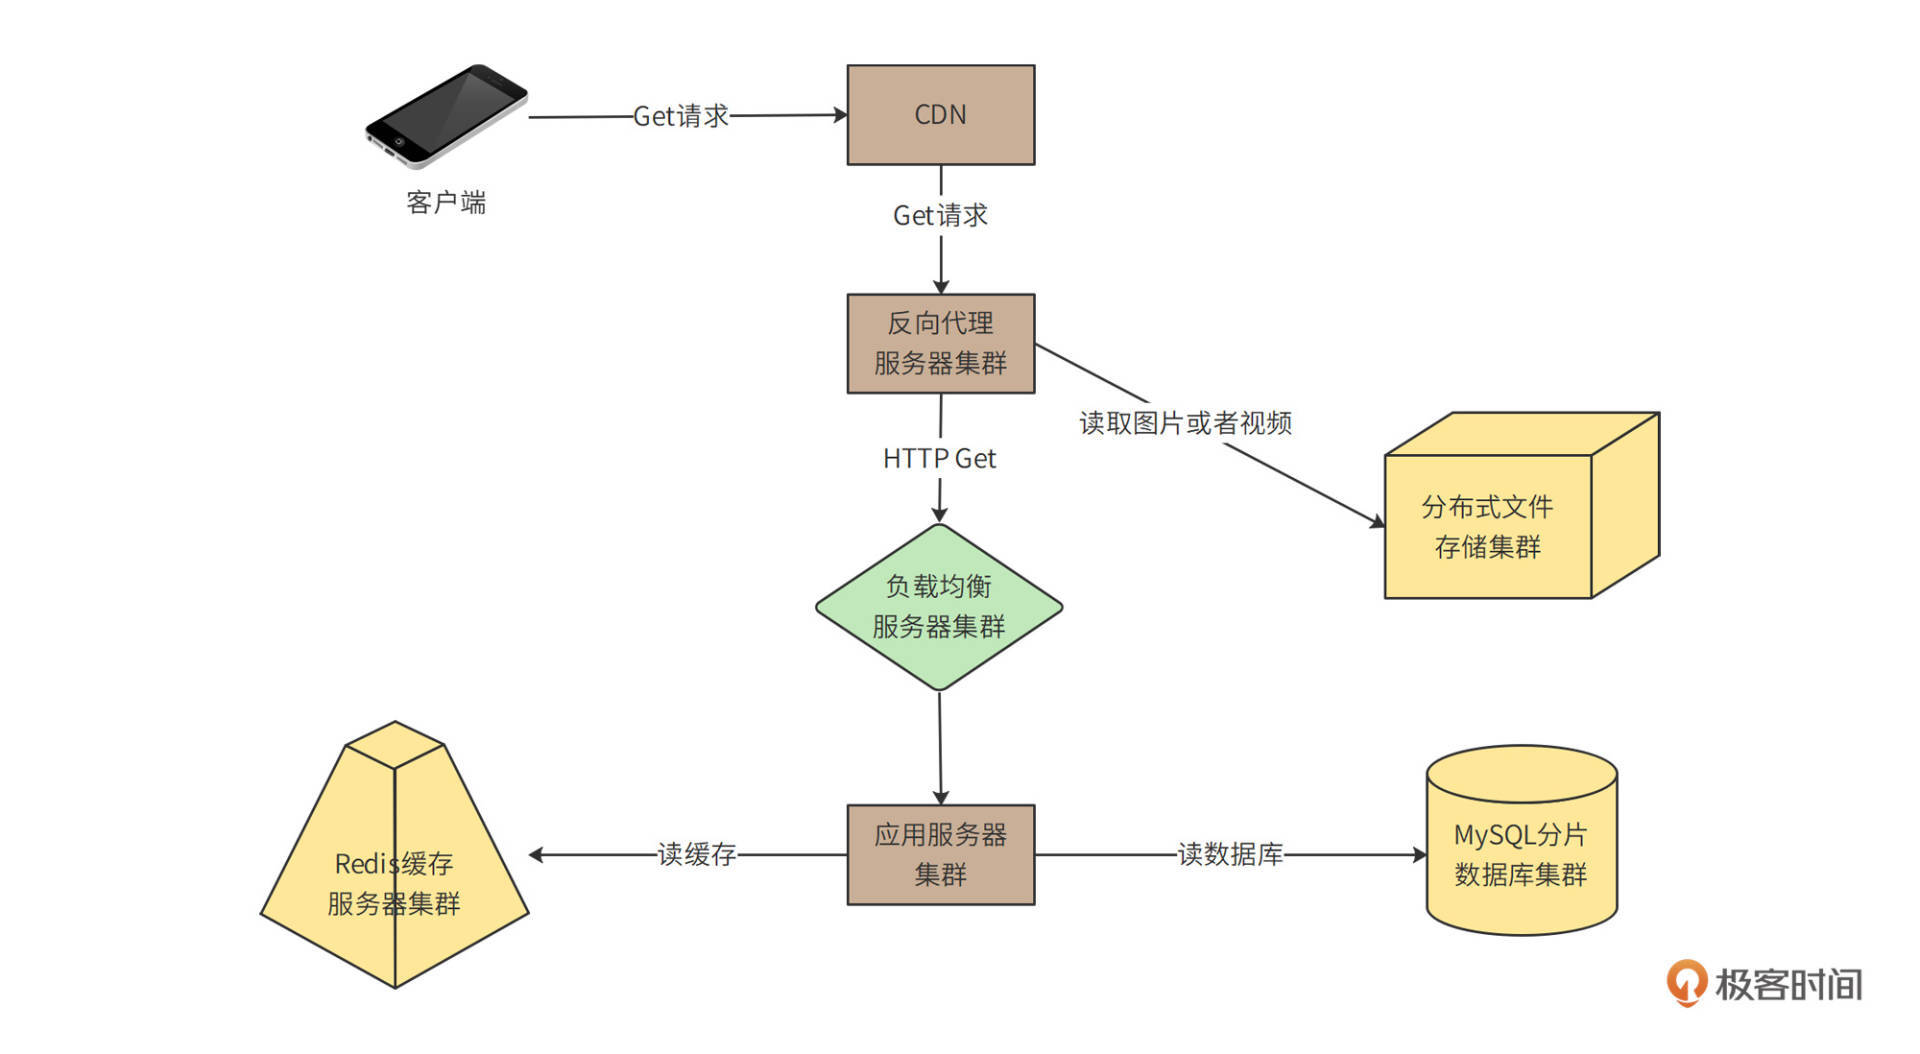 Get请求
CDN
客户端
Get请求
反向代理
服务器集群
读取图片或者视频
HTTP Get
分布式文件
存储集群
负载均衡
服务器集群
Redis缓存
服务器集群
读缓存
应用服务器
集群
读数据库
MySQL分片
数据库集群
极客时间